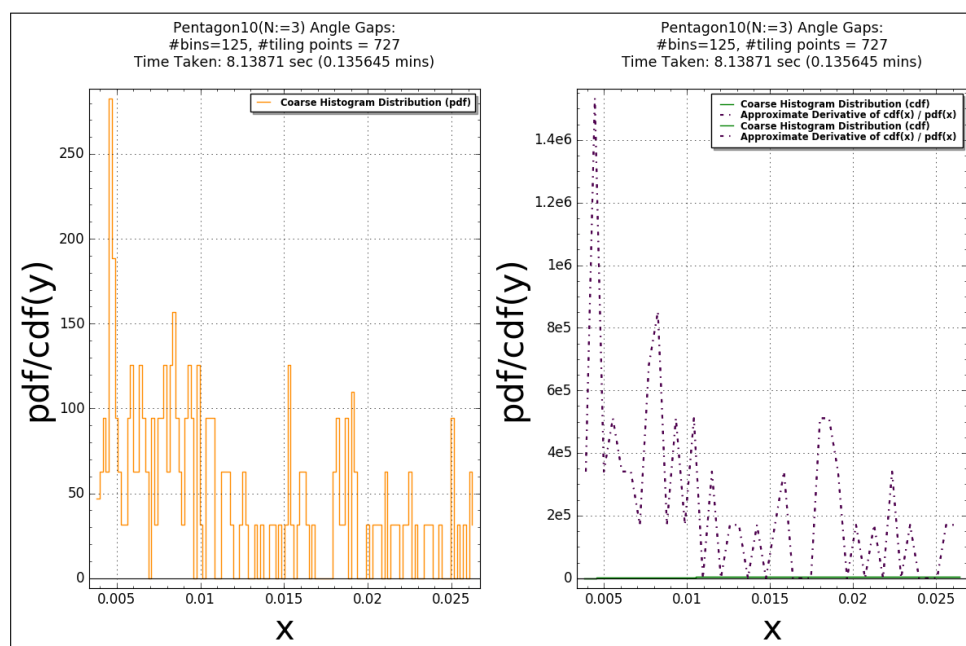 Pentagon10(N:=3) Angle Gaps:
#bins=125, #tiling points = 727
Time Taken: 8.13871 sec (0.135645 mins)
Coarse Histogram Distribution (pdf)
pdf/cdf(y)
250
200
150
100
50
0
0.005
0.01
0.015
0.02
0.025
x
Pentagon10(N:=3) Angle Gaps:
#bins=125, #tiling points = 727
Time Taken: 8.13871 sec (0.135645 mins)
Coarse Histogram Distribution (cdf)
Approximate Derivative of cdf(x) / pdf(x)
Coarse Histogram Distribution (cdf)
Approximate Derivative of cdf(x) / pdf(x)
pdf/cdf(y)
1.4e6
1.2e6
1e6
8e5
6e5
4e5
2e5
0
0.005
0.01
0.015
0.02
0.025
x